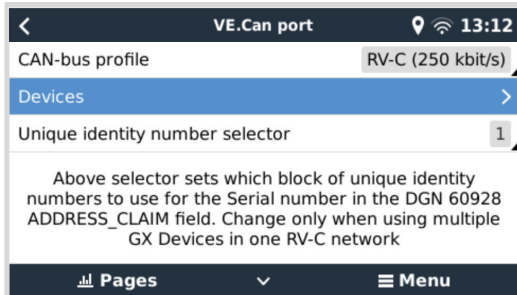 VE.Can port 13:12
CAN-bus profile RV-C (250 kbit/s)
Devices
Unique identity number selector 1
Above selector sets which block of unique identity
numbers to use for the Serial number in the DGN 60928
ADDRESS_CLAIM field. Change only when using multiple
GX Devices in one RV-C network
Pages Menu